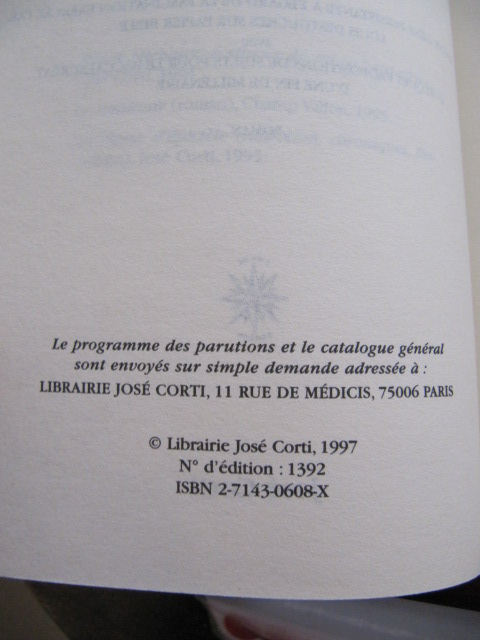 Le programme des parutions et le catalogue général
sont envoyés sur simple demande adressée à :
LIBRAIRIE JOSÉ CORTI, 11 RUE DE MÉDICIS, 75006 PARIS
© Librairie José Corti, 1997
N° d'édition : 1392
ISBN 2-7143-0608-X